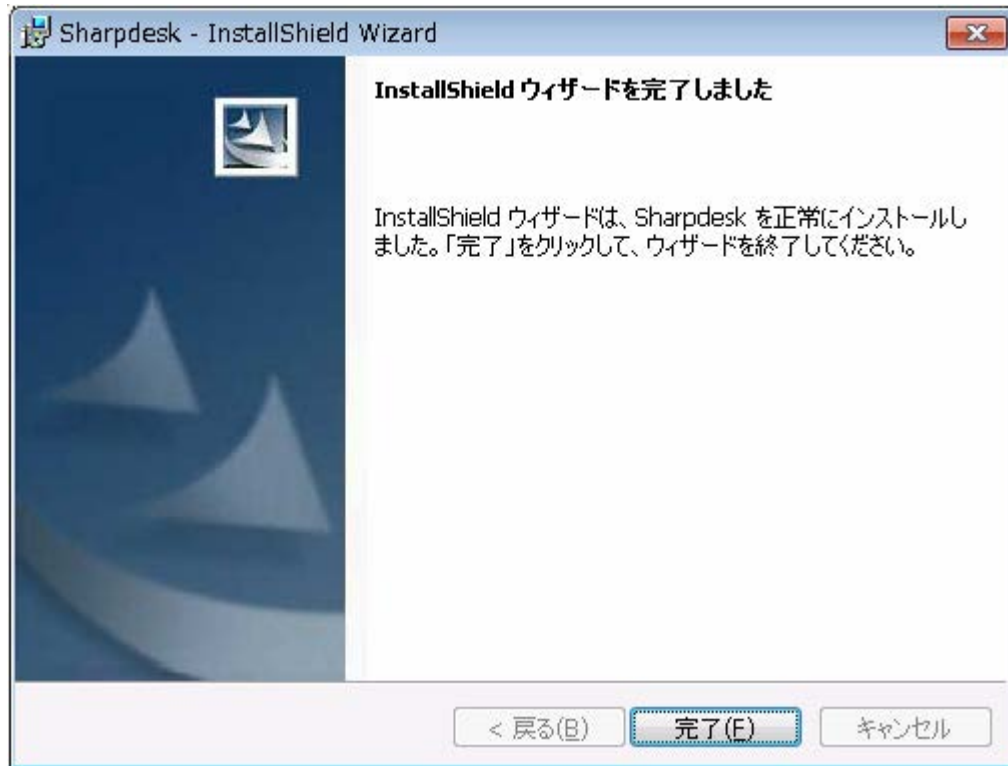 Sharpdesk - InstallShield Wizard
InstallShield ウィザードを完了しました
InstallShield ウィザードは、Sharpdesk を正常にインストールし
ました。「完了」をクリックして、ウィザードを終了してください。
< 戻る(B)
完了(F)
キャンセル